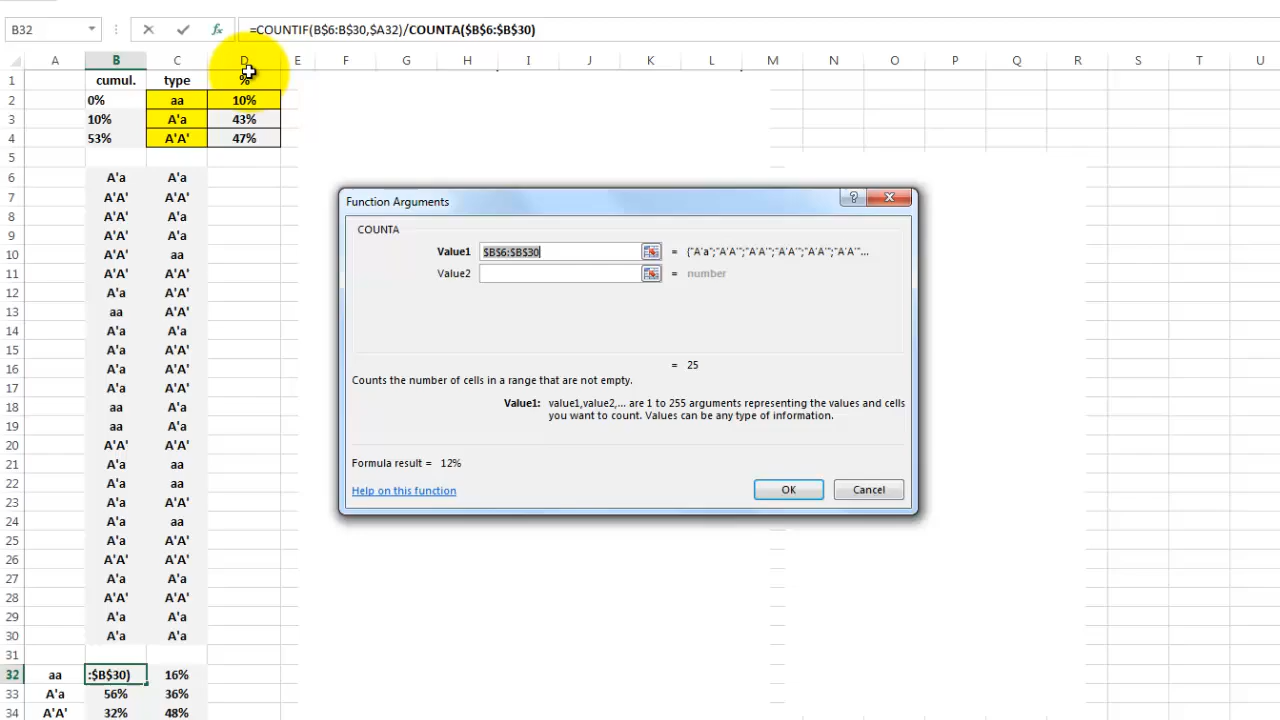 B32 =COUNTIF(B$6:B$30,$A32)/COUNTA($B$6:$B$30)
A B C D E F G H I J K L M N O P Q R S T U
1 cumul. type %
2 0% aa 10%
3 10% A'a 43%
4 53% A'A' 47%
5
6 A'a A'a
7 A'A' A'A'
8 A'A' A'a
9 A'A' A'a
10 A'A' aa
11 A'A' A'A'
12 A'a A'A'
13 aa A'A'
14 A'a A'a
15 A'a A'A'
16 A'a A'A'
17 A'a A'A'
18 aa A'A'
19 aa A'a
20 A'A' A'A'
21 A'a aa
22 A'a aa
23 A'a A'A'
24 A'a aa
25 A'a A'A'
26 A'A' A'A'
27 A'a A'a
28 A'A' A'A'
29 A'a A'a
30 A'a A'a
31
32 aa :$B$30) 16%
33 A'a 56% 36%
34 A'A' 32% 48%
Function Arguments
COUNTA
Value1 $B$6:$B$30 = {"A'a";"A'A'";"A'A'";"A'A'";"A'A'";"A'A'"...
Value2 = number
= 25
Counts the number of cells in a range that are not empty.
Value1: value1,value2,... are 1 to 255 arguments representing the values and cells
you want to count. Values can be any type of information.
Formula result = 12%
Help on this function OK Cancel